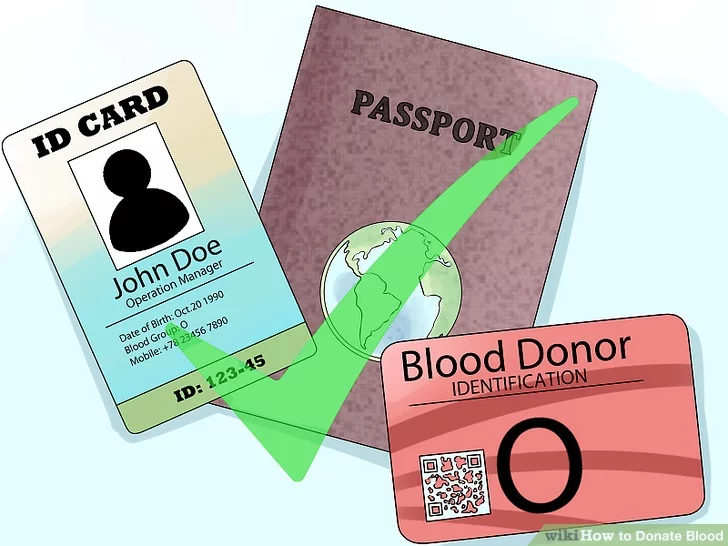 ID CARD
John Doe
Operation Manager
Date of Birth: Oct.20 1990
Blood Group: O
Mobile: +78 23456 7890
ID: 123-45
PASSPORT
Blood Donor
IDENTIFICATION
O
wikiHow to Donate Blood